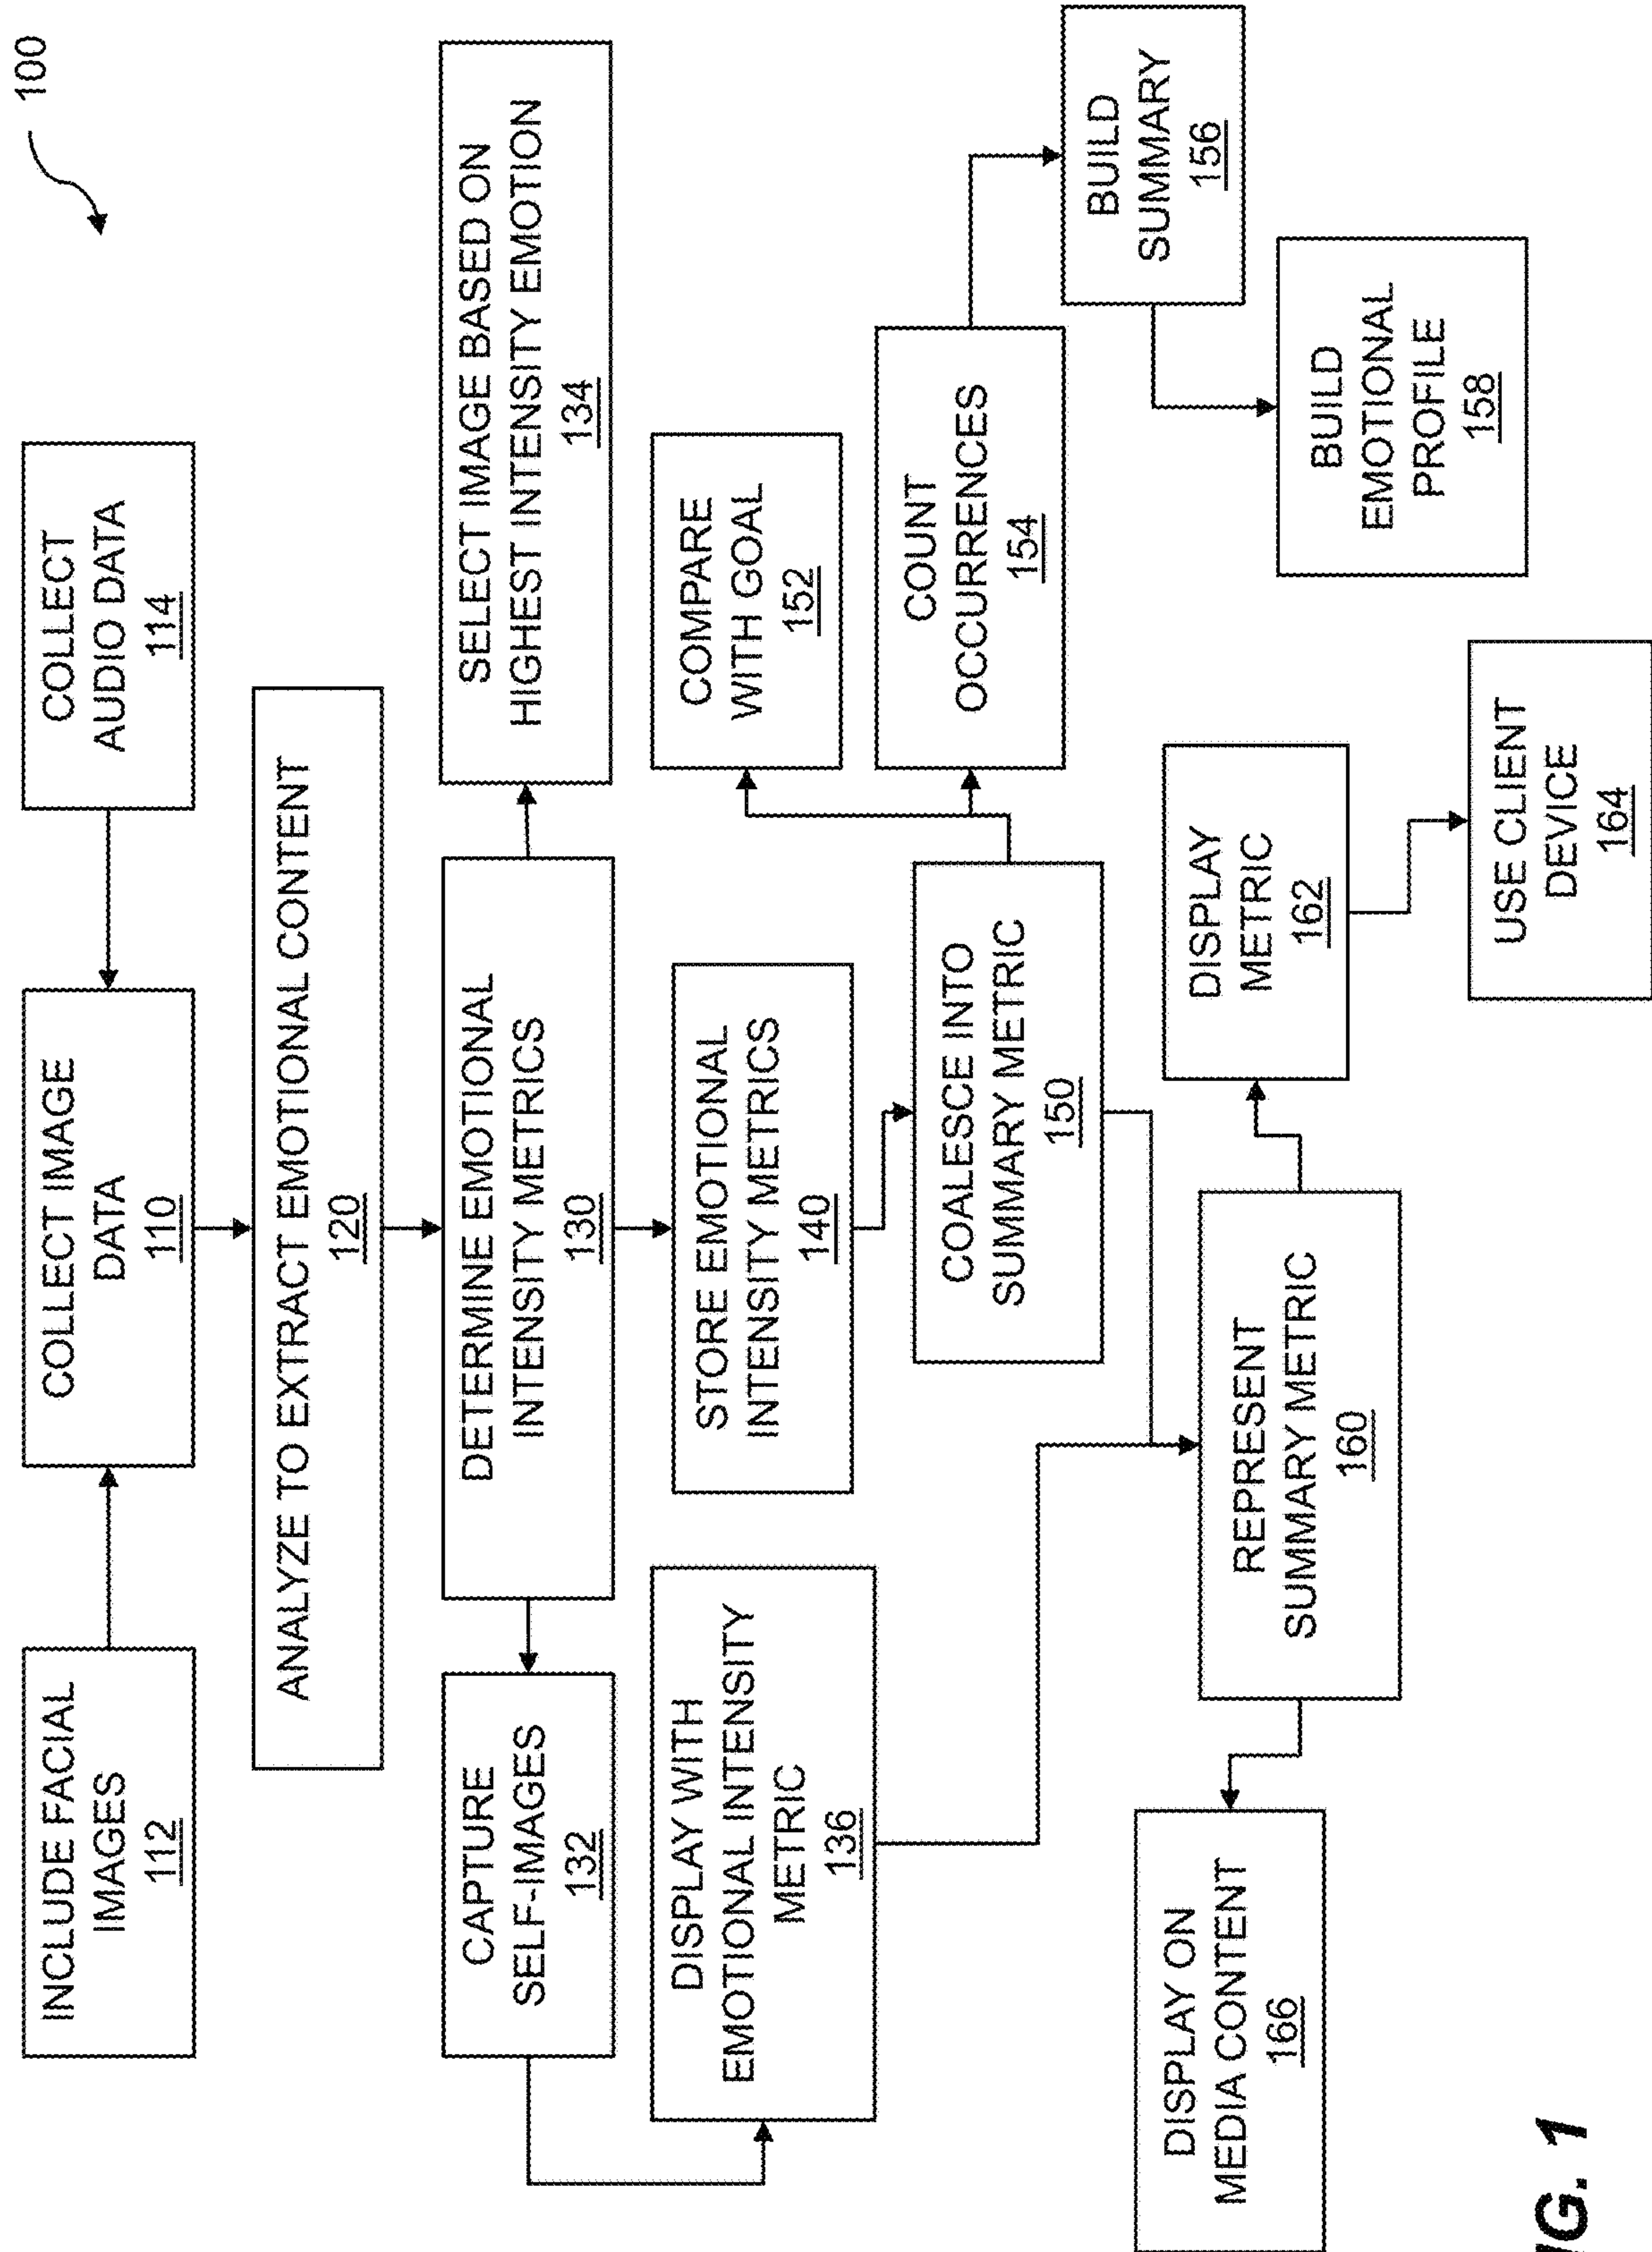 100
INCLUDE FACIAL
IMAGES
112
COLLECT IMAGE
DATA
110
COLLECT
AUDIO DATA
114
ANALYZE TO EXTRACT EMOTIONAL CONTENT
120
CAPTURE
SELF-IMAGES
132
DETERMINE EMOTIONAL
INTENSITY METRICS
130
SELECT IMAGE BASED ON
HIGHEST INTENSITY EMOTION
134
DISPLAY WITH
EMOTIONAL INTENSITY
METRIC
136
STORE EMOTIONAL
INTENSITY METRICS
140
COMPARE
WITH GOAL
152
COALESCE INTO
SUMMARY METRIC
150
COUNT
OCCURRENCES
154
BUILD
SUMMARY
156
DISPLAY ON
MEDIA CONTENT
166
REPRESENT
SUMMARY METRIC
160
DISPLAY
METRIC
162
BUILD
EMOTIONAL
PROFILE
158
USE CLIENT
DEVICE
164
IG. 1